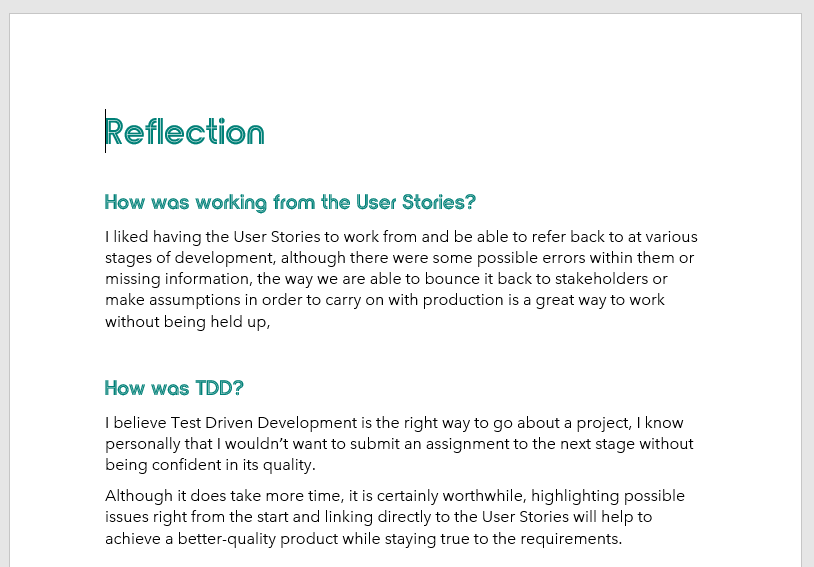 Reflection
How was working from the User Stories?
I liked having the User Stories to work from and be able to refer back to at various
stages of development, although there were some possible errors within them or
missing information, the way we are able to bounce it back to stakeholders or
make assumptions in order to carry on with production is a great way to work
without being held up,
How was TDD?
I believe Test Driven Development is the right way to go about a project, I know
personally that I wouldn’t want to submit an assignment to the next stage without
being confident in its quality.
Although it does take more time, it is certainly worthwhile, highlighting possible
issues right from the start and linking directly to the User Stories will help to
achieve a better-quality product while staying true to the requirements.